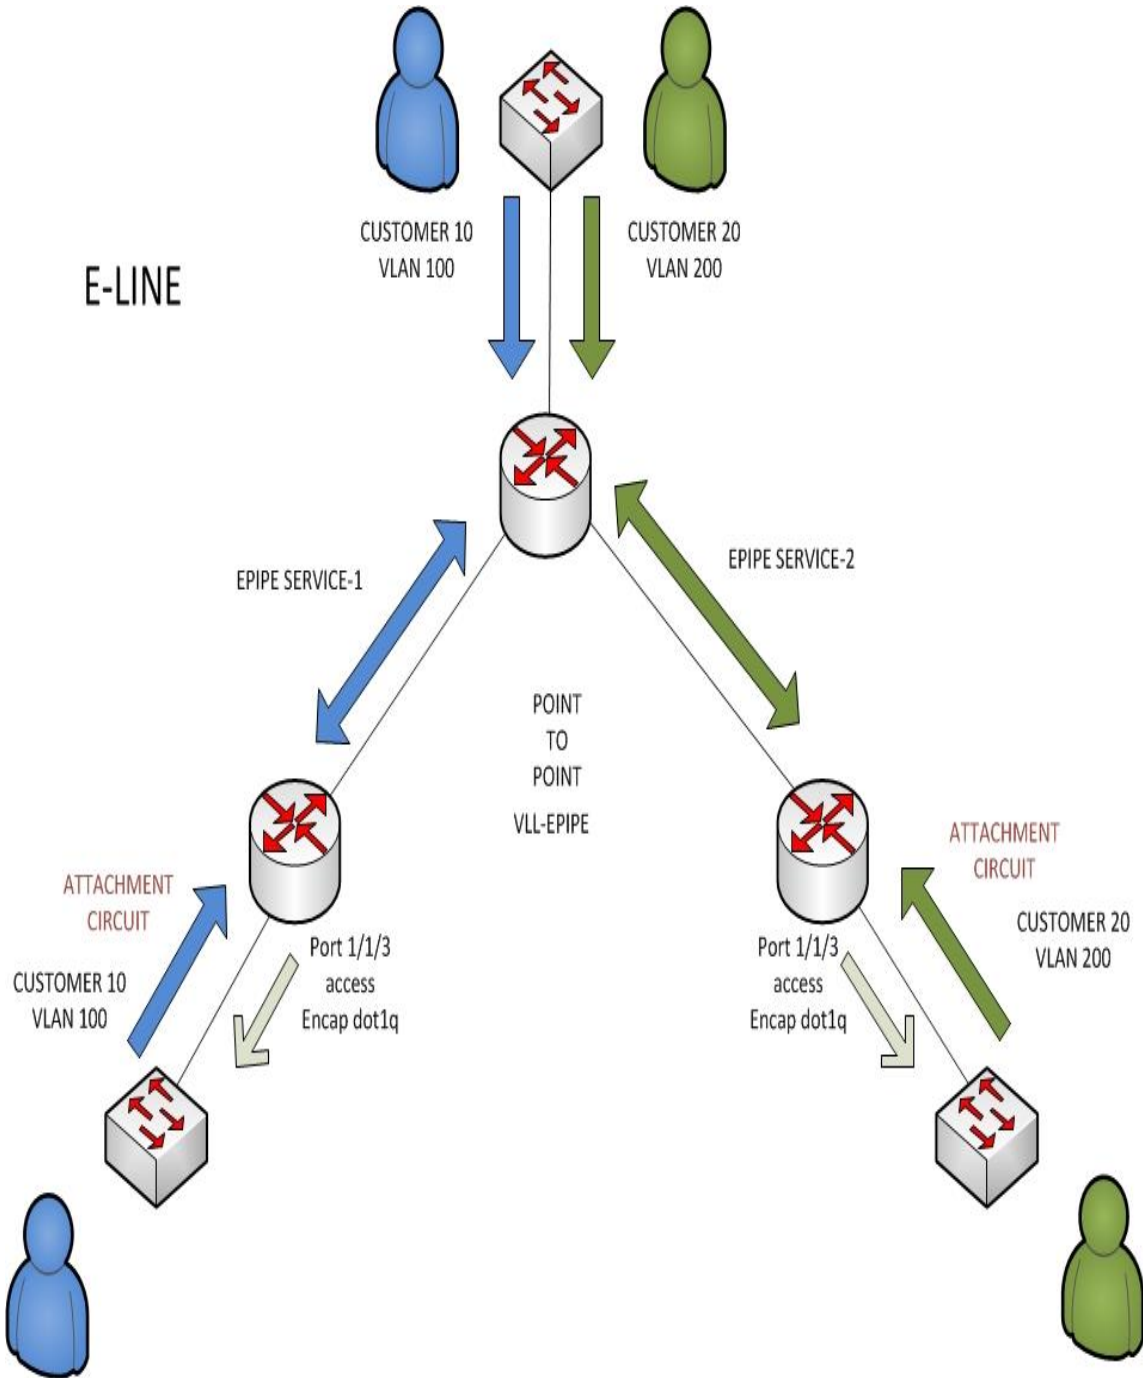 CUSTOMER 10
VLAN 100
CUSTOMER 20
VLAN 200
E-LINE
EPIPE SERVICE-1
EPIPE SERVICE-2
POINT
TO
POINT
VLL-EPIPE
ATTACHMENT
CIRCUIT
CUSTOMER 10
VLAN 100
Port 1/1/3
access
Encap dot1q
Port 1/1/3
access
Encap dot1q
ATTACHMENT
CIRCUIT
CUSTOMER 20
VLAN 200